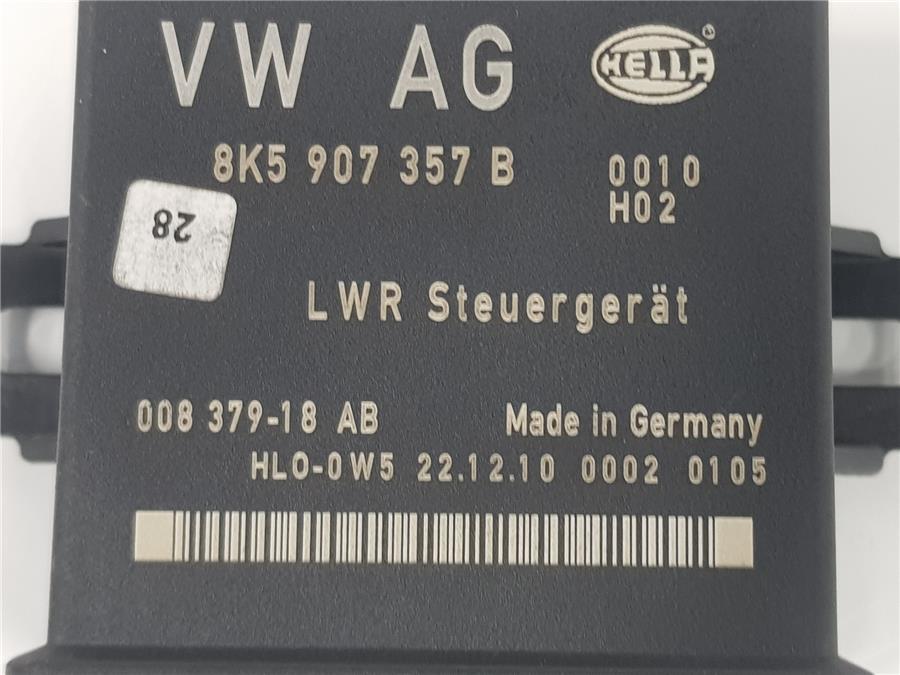 VW AG HELLA ®
8K5 907 357 B 0010
H02
28
LWR Steuergerät
008 379-18 AB Made in Germany
HLO-0W5 22.12.10 0002 0105